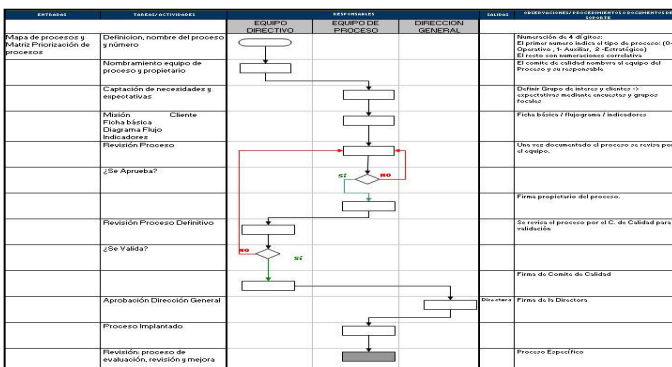 ENTRADAS
TAREAS/ ACTIVIDADES
RESPONSABLES
SALIDAS
OBSERVACIONES/ PROCEDIMIENTOS O DOCUMENTOS DE
SOPORTE
EQUIPO
DIRECTIVO
EQUIPO DE
PROCESO
DIRECCION
GENERAL
Mapa de procesos y
Matriz Priorización de
procesos
Definicion, nombre del proceso
y número
Numeración de 4 dígitos:
El primer numero indica el tipo de proceso: (0-
Operativo , 1- Auxiliar, 2 -Estratégico)
El resto son numeraciones correlativa
Nombramiento equipo de
proceso y propietario
El comite de calidad nombra al equipo del
Proceso y su responsable
Captación de necesidades y
expectativas
Definir Grupo de interes y clientes ->
expectativas mediante encuestas y grupos
focales
Misión Cliente
Ficha básica
Diagrama Flujo
Indicadores
Ficha básica / flujograma / indicadores
Revisión Proceso
Una vez documentado el proceso se revisa por
el equipo.
¿Se Aprueba?
SÍ
NO
Firma propietario del proceso.
Revisión Proceso Definitivo
Se revisa el proceso por el C. de Calidad para
validación
¿Se Valida?
NO
SÍ
Firma de Comite de Calidad
Aprobación Dirección General
Directora
Firma de la Directora
Proceso Implantado
Revisión: proceso de
evaluación, revisión y mejora
Proceso Específico